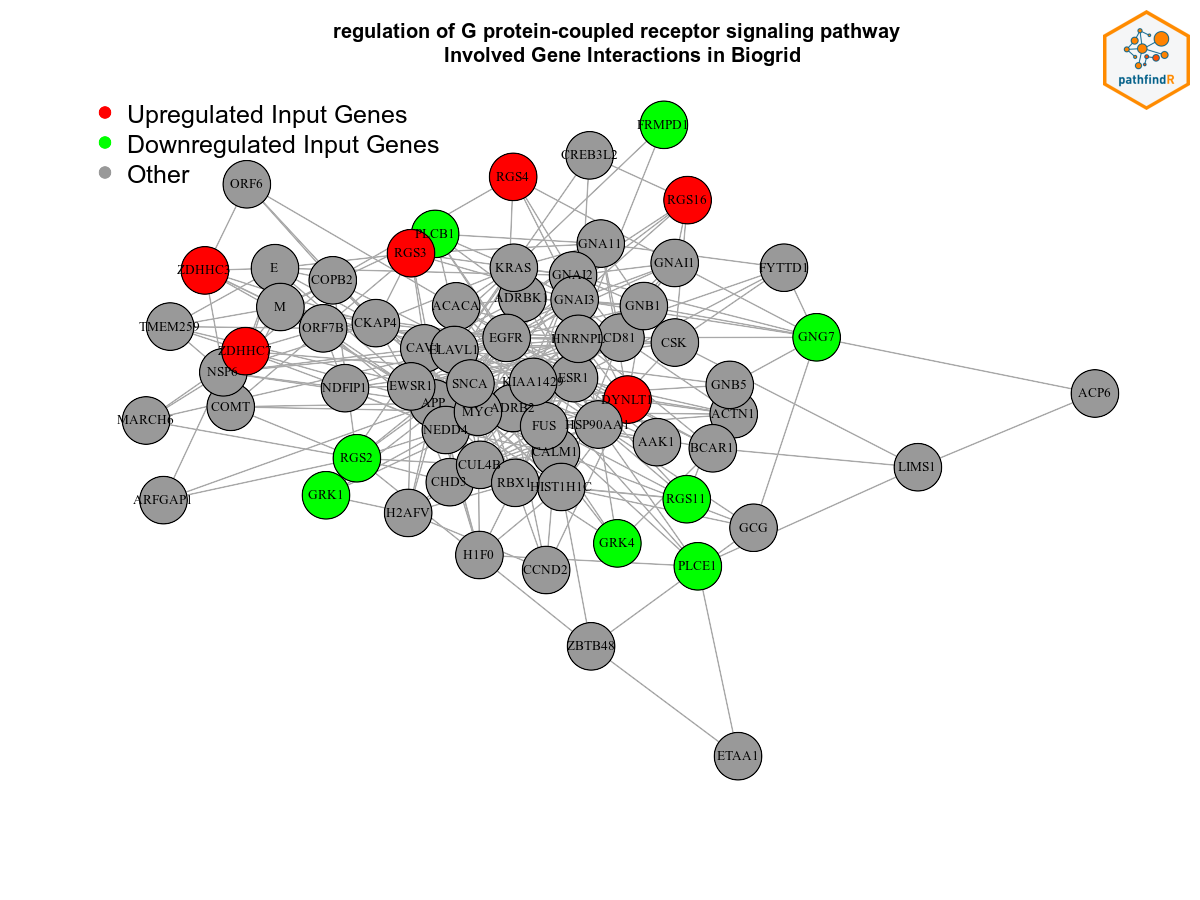 regulation of G protein-coupled receptor signaling pathway
Involved Gene Interactions in Biogrid
pathfindR
Upregulated Input Genes
Downregulated Input Genes
Other
FRMPD1
CREB3L2
RGS4
ORF6
RGS16
PLCB1
GNA11
RGS3
GNAI1
E
KRAS
FYTTD1
ZDHHC3
GNAI2
COPB2
ADRBK1
GNAI3
M
ACACA
GNB1
CKAP4
TMEM259
ORF7B
EGFR
HNRNPL
CD81
GNG7
CSK
CAV1
ELAVL1
ZDHHC7
NSP6
ESR1
KIAA1429
SNCA
GNB5
EWSR1
NDFIP1
ACP6
DYNLT1
APP
COMT
ADRB2
MYC
ACTN1
MARCH6
HSP90AA1
FUS
NEDD4
AAK1
BCAR1
CALM1
RGS2
CUL4B
LIMS1
CHD3
RBX1
HIST1H1C
GRK1
RGS11
ARFGAP1
H2AFV
GCG
GRK4
H1F0
PLCE1
CCND2
ZBTB48
ETAA1